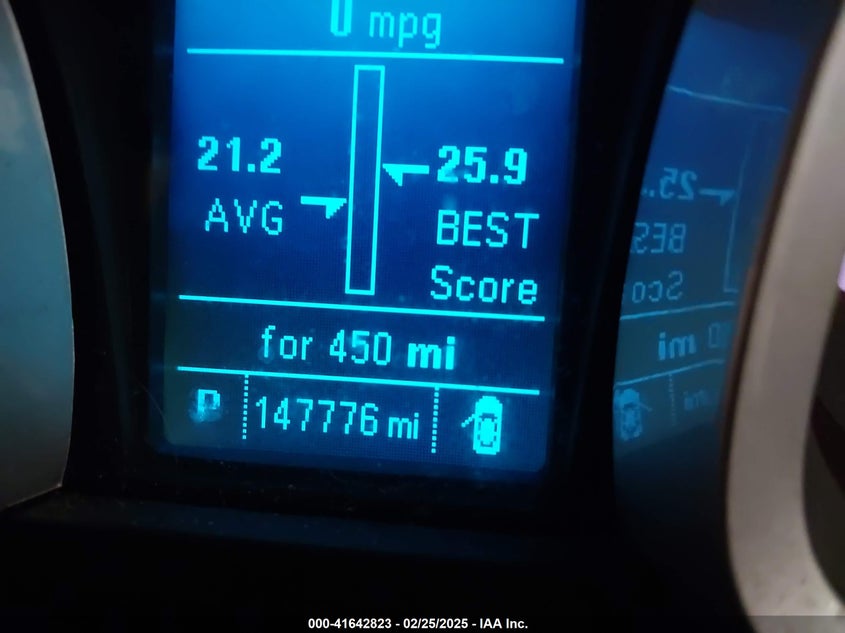 0 mpg
21.2 25.9
AVG BEST
Score
for 450 mi
P 147776 mi
000-41642823 - 02/25/2025 - IAA Inc.